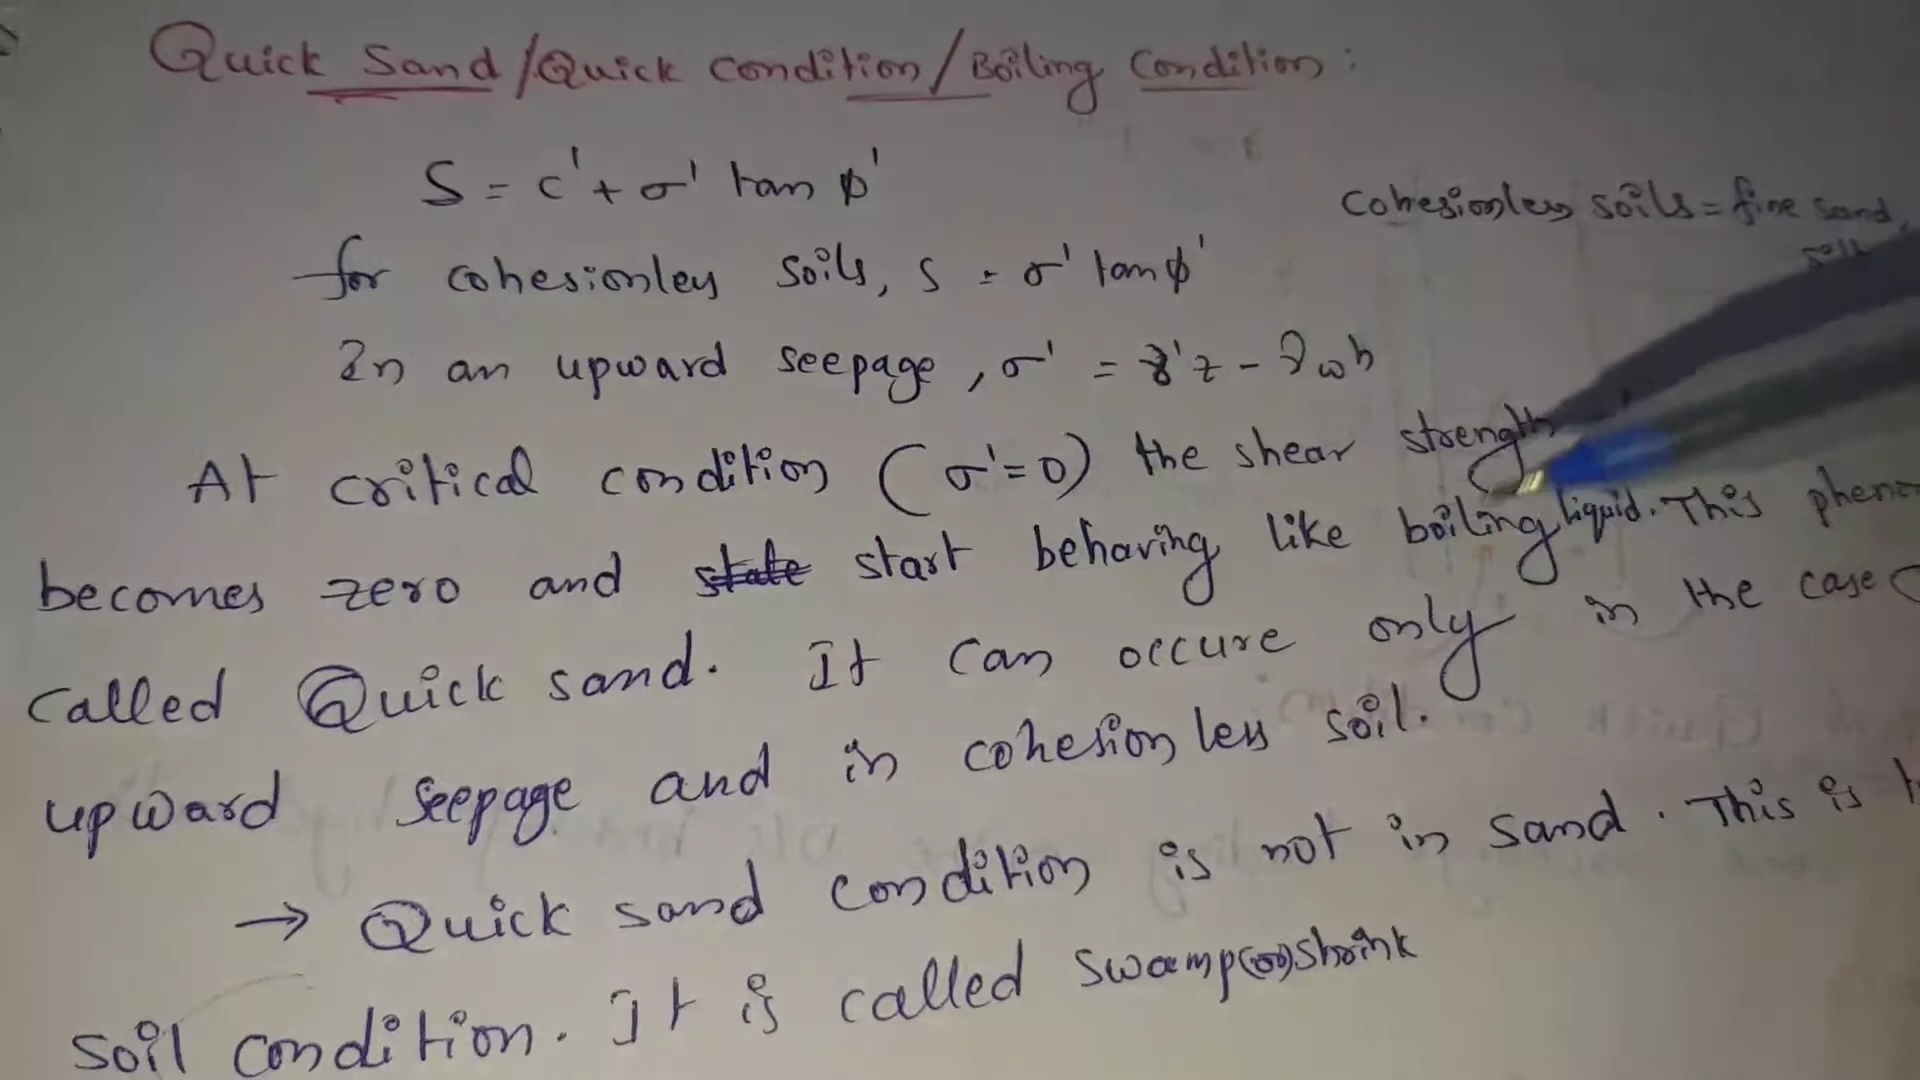 Quick Sand/Quick condition/Boiling Condition:
S = c' + σ' tan φ'
Cohesionless soils = fine sand,
for cohesionless soils, s = σ' tan φ'
In an upward seepage, σ' = γ'z - γwh
At critical condition (σ'=0) the shear strength
becomes zero and state start behaving like boiling liquid. This
called Quick sand. It can occure only in the case
upward seepage and in cohesionless soil.
→ Quick sand condition is not in sand. This is
soil condition. It is called swamp(or)shrink